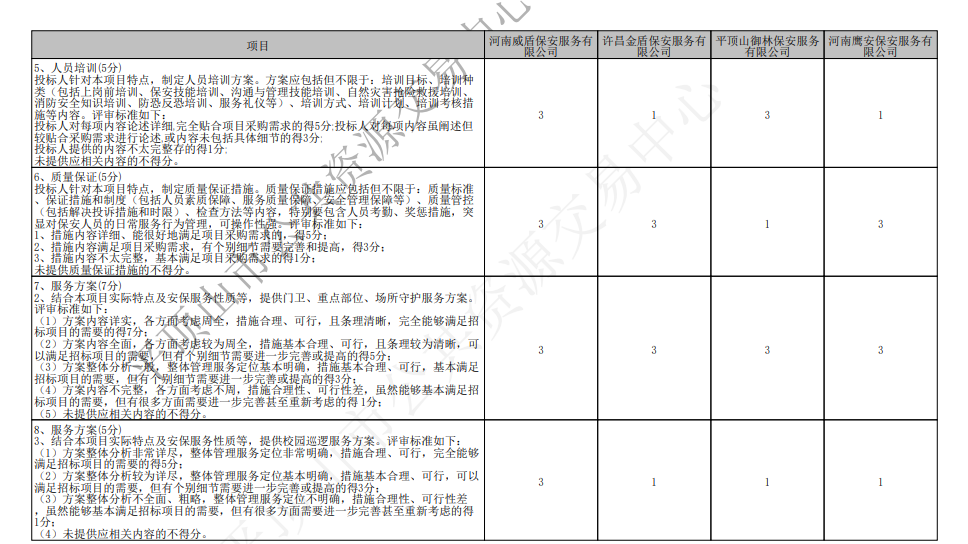 项目
河南威盾保安服务有限公司
许昌金盾保安服务有限公司
平顶山御林保安服务有限公司
河南鹰安保安服务有限公司
5、人员培训(5分)
投标人针对本项目特点，制定人员培训方案。方案应包括但不限于：培训目标、培训种
类（包括上岗前培训、保安技能培训、沟通与管理技能培训、自然灾害抢险救援培训、
消防安全知识培训、防恐反恐培训、服务礼仪等）、培训方式、培训计划、培训考核措
施等内容。评审标准如下：
投标人对每项内容论述详细,完全贴合项目采购需求的得5分;投标人对每项内容虽阐述但
较贴合采购需求进行论述,或内容未包括具体细节的得3分;
投标人提供的内容不太完整存的得1分;
未提供应相关内容的不得分。
3
1
3
1
6、质量保证(5分)
投标人针对本项目特点，制定质量保证措施。质量保证措施应包括但不限于：质量标准
、保证措施和制度（包括人员素质保障、服务质量保障、安全管理保障等）、质量管控
（包括解决投诉措施和时限）、检查方法等内容，特别要包含人员考勤、奖惩措施，突
显对保安人员的日常服务行为管理，可操作性强。评审标准如下：
1、措施内容详细、能很好地满足项目采购需求的，得5分；
2、措施内容满足项目采购需求，有个别细节需要完善和提高，得3分；
3、措施内容不太完整，基本满足项目采购需求的得1分；
未提供质量保证措施的不得分。
3
3
1
3
7、服务方案(7分)
2、结合本项目实际特点及安保服务性质等，提供门卫、重点部位、场所守护服务方案。
评审标准如下：
（1）方案内容详实，各方面考虑周全，措施合理、可行，且条理清晰，完全能够满足招
标项目的需要的得7分；
（2）方案内容全面，各方面考虑较为周全，措施基本合理、可行，且条理较为清晰，可
以满足招标项目的需要，但有个别细节需要进一步完善或提高的得5分；
（3）方案整体分析一般，整体管理服务定位基本明确，措施基本合理、可行，基本满足
招标项目的需要，但有个别细节需要进一步完善或提高的得3分；
（4）方案内容不完整，各方面考虑不周，措施合理性、可行性差，虽然能够基本满足招
标项目的需要，但有很多方面需要进一步完善甚至重新考虑的得 1分；
（5）未提供应相关内容的不得分。
3
3
3
3
8、服务方案(5分)
3、结合本项目实际特点及安保服务性质等，提供校园巡逻服务方案。评审标准如下：
（1）方案整体分析非常详尽，整体管理服务定位非常明确，措施合理、可行，完全能够
满足招标项目的需要的得5分；
（2）方案整体分析较为详尽，整体管理服务定位基本明确，措施基本合理、可行，可以
满足招标项目的需要，但有个别细节需要进一步完善或提高的得3分；
（3）方案整体分析不全面、粗略，整体管理服务定位不明确，措施合理性、可行性差
，虽然能够基本满足招标项目的需要，但有很多方面需要进一步完善甚至重新考虑的得
1分；
（4）未提供应相关内容的不得分。
3
1
1
1
平顶山市公共资源交易中心
平顶山市公共资源交易中心